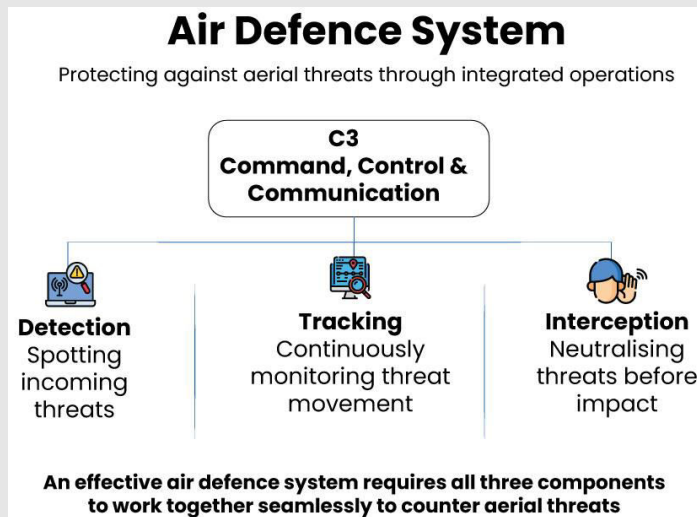 Air Defence System
Protecting against aerial threats through integrated operations
C3
Command, Control &
Communication
Detection
Spotting
incoming
threats
Tracking
Continuously
monitoring threat
movement
Interception
Neutralising
threats before
impact
An effective air defence system requires all three components
to work together seamlessly to counter aerial threats